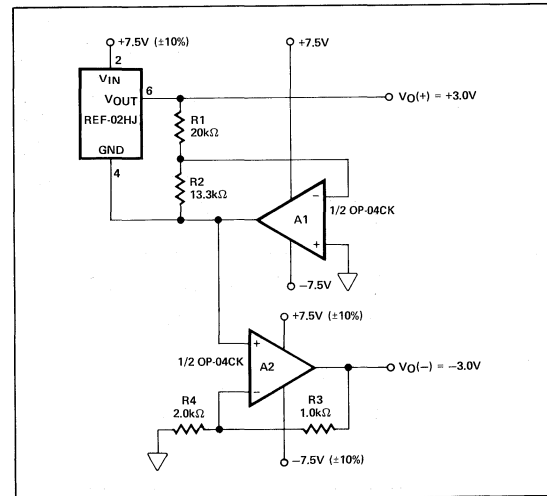 +7.5V (±10%)
2
VIN
VOUT
6
REF-02HJ
GND
4
R1
20kΩ
R2
13.3kΩ
+7.5V
VO(+) = +3.0V
−
A1
+
1/2 OP-04CK
−7.5V
+7.5V (±10%)
1/2 OP-04CK
+
A2
−
VO(−) = −3.0V
R4
2.0kΩ
R3
1.0kΩ
−7.5V (±10%)